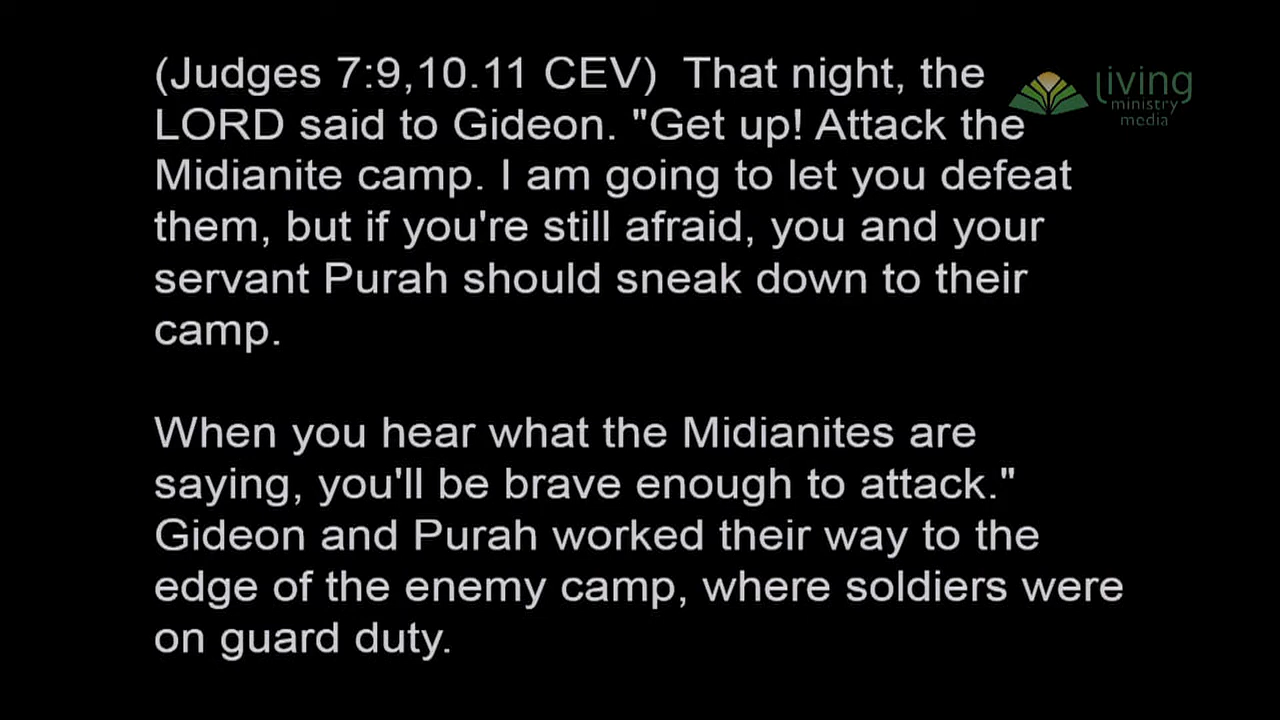 (Judges 7:9,10.11 CEV)  That night, the
LORD said to Gideon. "Get up! Attack the
Midianite camp. I am going to let you defeat
them, but if you're still afraid, you and your
servant Purah should sneak down to their
camp.
When you hear what the Midianites are
saying, you'll be brave enough to attack."
Gideon and Purah worked their way to the
edge of the enemy camp, where soldiers were
on guard duty.
living
ministry
media